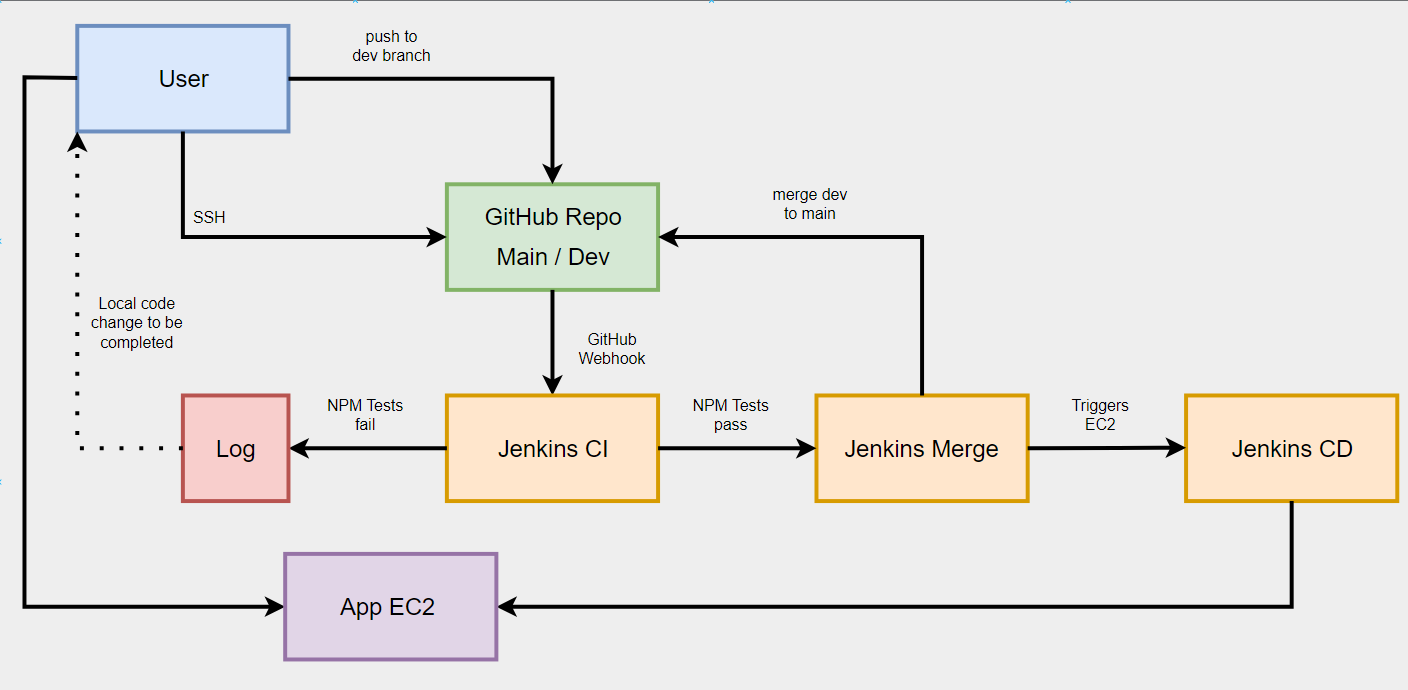 push to
dev branch
User
merge dev
to main
GitHub Repo
Main / Dev
SSH
Local code
change to be
completed
GitHub
Webhook
NPM Tests
fail
NPM Tests
pass
Triggers
EC2
Log
Jenkins CI
Jenkins Merge
Jenkins CD
App EC2